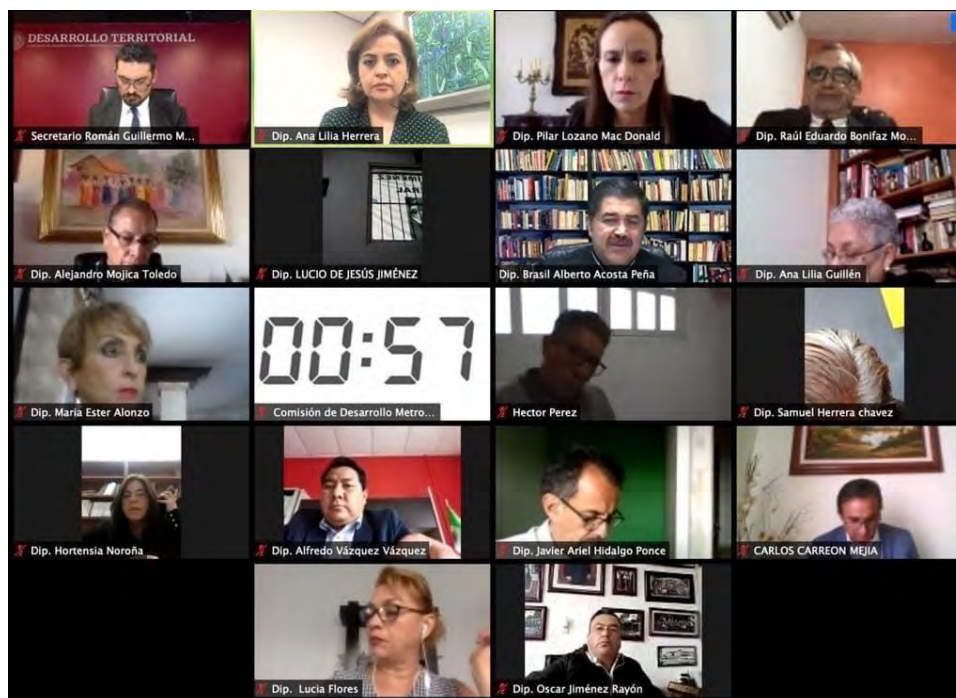 DESARROLLO TERRITORIAL
Secretario Román Guillermo M...
Dip. Ana Lilia Herrera
Dip. Pilar Lozano Mac Donald
Dip. Raúl Eduardo Bonifaz Mo...
Dip. Alejandro Mojica Toledo
Dip. LUCIO DE JESÚS JIMÉNEZ
Dip. Brasil Alberto Acosta Peña
Dip. Ana Lilia Guillén
Dip. María Ester Alonzo
00:57
Comisión de Desarrollo Metro...
Hector Perez
Dip. Samuel Herrera chavez
Dip. Hortensia Noroña
Dip. Alfredo Vázquez Vázquez
Dip. Javier Ariel Hidalgo Ponce
CARLOS CARREON MEJIA
Dip. Lucia Flores
Dip. Oscar Jiménez Rayón